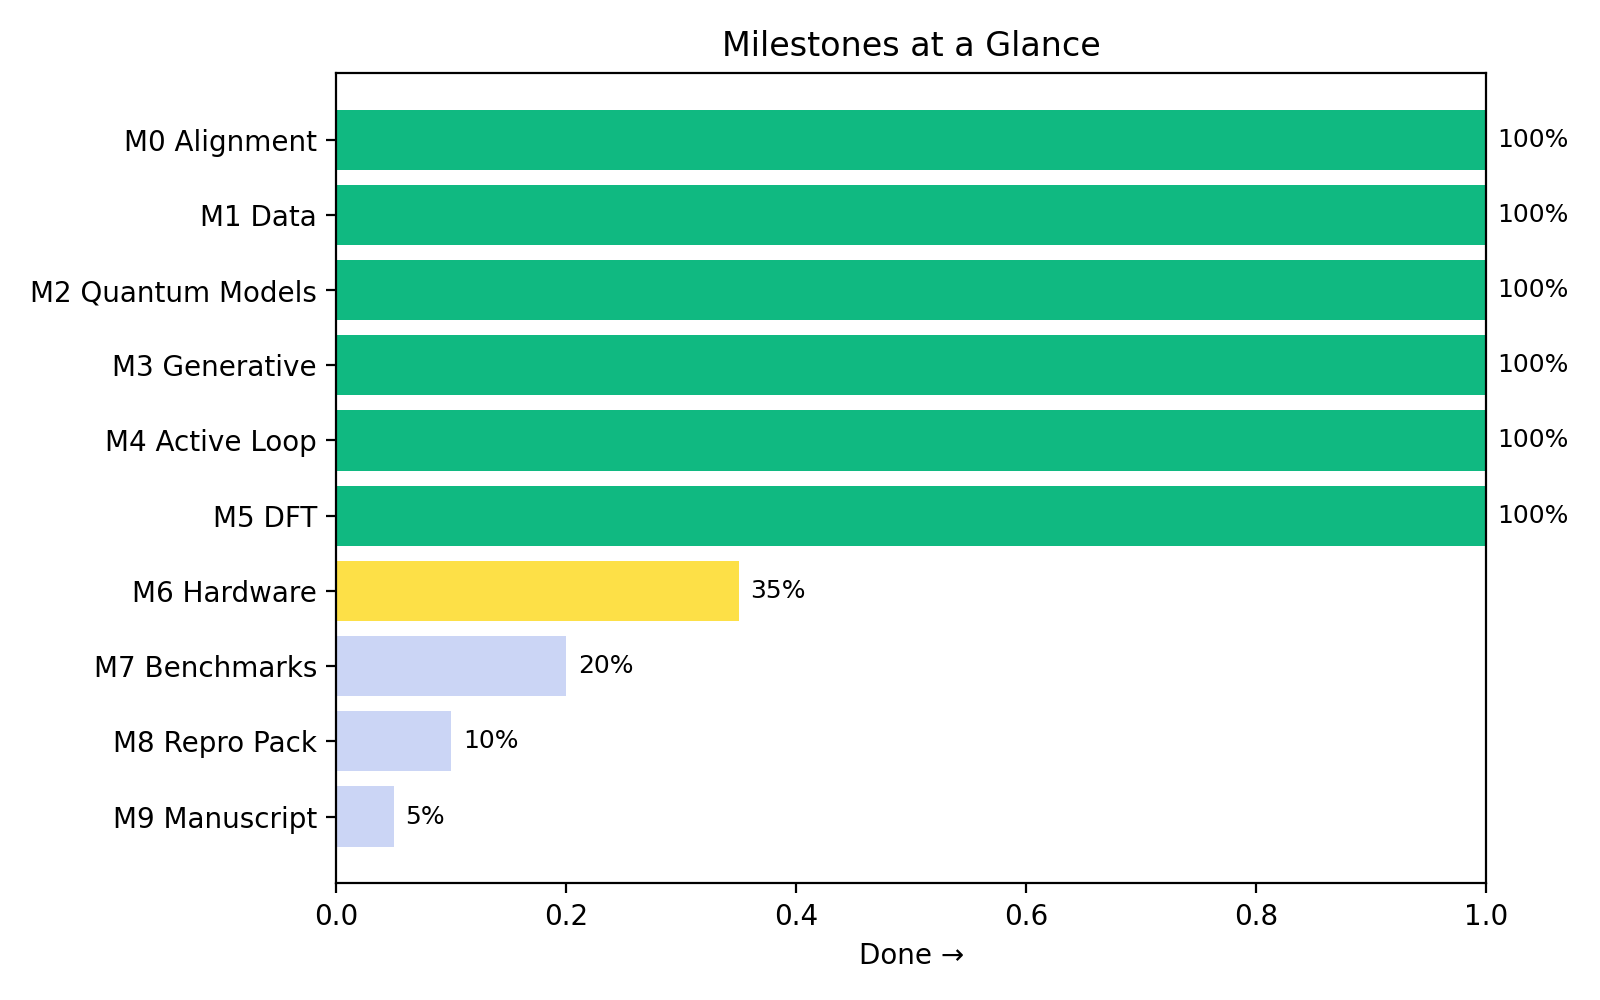 Milestones at a Glance
M0 Alignment 100%
M1 Data 100%
M2 Quantum Models 100%
M3 Generative 100%
M4 Active Loop 100%
M5 DFT 100%
M6 Hardware 35%
M7 Benchmarks 20%
M8 Repro Pack 10%
M9 Manuscript 5%
0.0 0.2 0.4 0.6 0.8 1.0
Done →